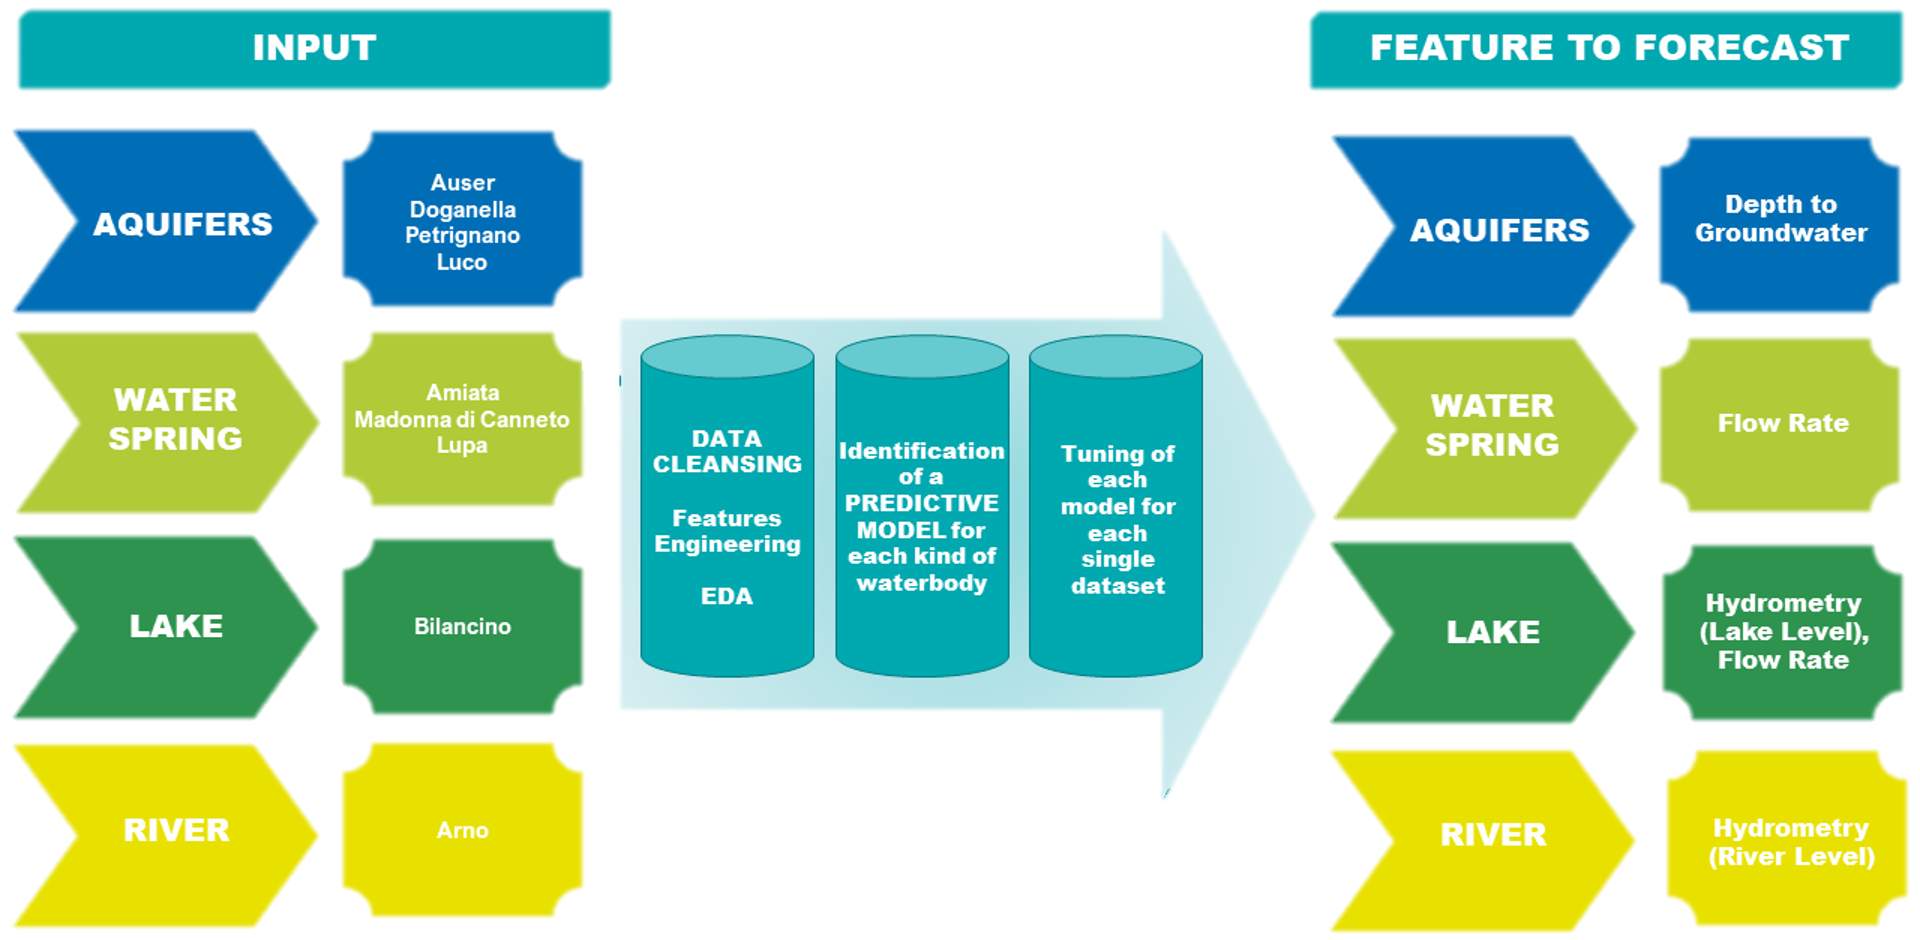 INPUT
FEATURE TO FORECAST
AQUIFERS
Auser
Doganella
Petrignano
Luco
WATER
SPRING
Amiata
Madonna di Canneto
Lupa
LAKE
Bilancino
RIVER
Arno
DATA
CLEANSING
Features
Engineering
EDA
Identification
of a
PREDICTIVE
MODEL for
each kind of
waterbody
Tuning of
each
model for
each
single
dataset
AQUIFERS
Depth to
Groundwater
WATER
SPRING
Flow Rate
LAKE
Hydrometry
(Lake Level),
Flow Rate
RIVER
Hydrometry
(River Level)